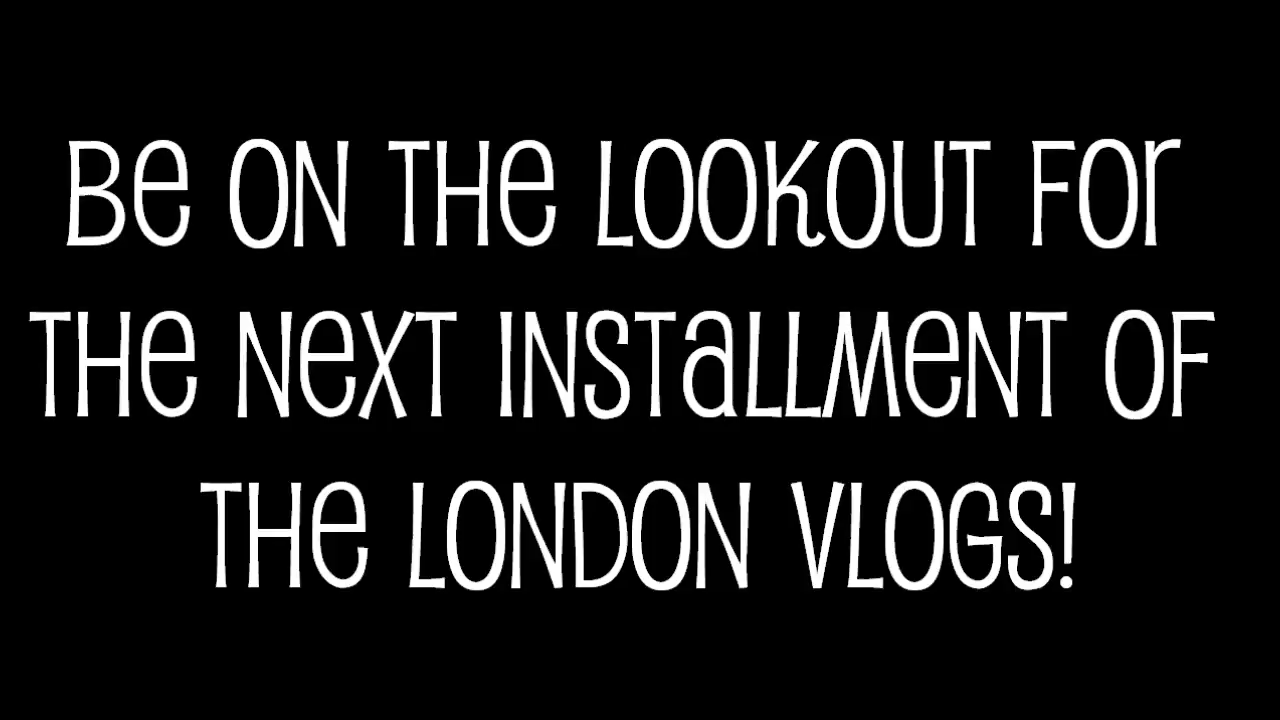 Be on the lookout for
the next installment of
the London Vlogs!